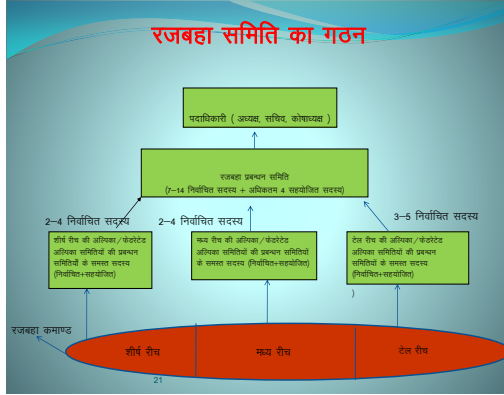 रजबहा समिति का गठन
पदाधिकारी ( अध्यक्ष, सचिव, कोषाध्यक्ष )
रजबहा प्रबन्धन समिति
(7–14 निर्वाचित सदस्य + अधिकतम 4 सहयोजित सदस्य)
2–4 निर्वाचित सदस्य
2–4 निर्वाचित सदस्य
3–5 निर्वाचित सदस्य
शीर्ष रीच की अल्पिका/फेडरेटेड
अल्पिका समितियों की प्रबन्धन
समितियों के समस्त सदस्य
(निर्वाचित+सहयोजित)
मध्य रीच की अल्पिका/फेडरेटेड
अल्पिका समितियों की प्रबन्धन समितियों
के समस्त सदस्य (निर्वाचित+सहयोजित)
टेल रीच की अल्पिका/फेडरेटेड
अल्पिका समितियों की प्रबन्धन
समितियों के समस्त सदस्य
(निर्वाचित+सहयोजित)
)
रजबहा कमाण्ड
शीर्ष रीच
मध्य रीच
टेल रीच
21